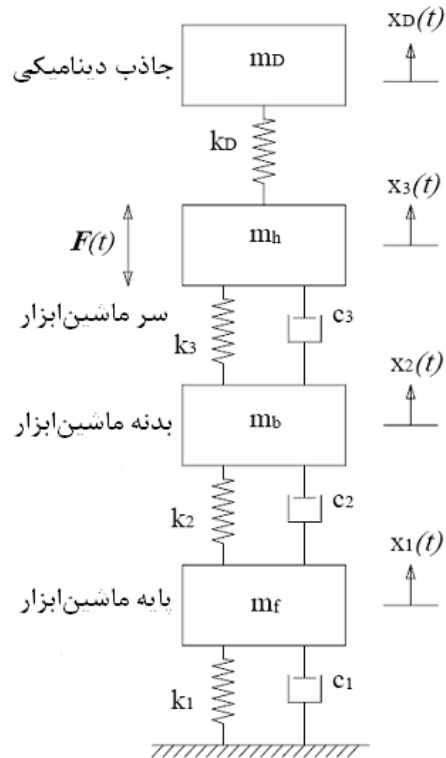 xD(t)
mD
جاذب دینامیکی
kD
x3(t)
mh
F(t)
سر ماشین‌ابزار
k3
c3
x2(t)
mb
بدنه ماشین‌ابزار
k2
c2
x1(t)
mf
پایه ماشین‌ابزار
k1
c1